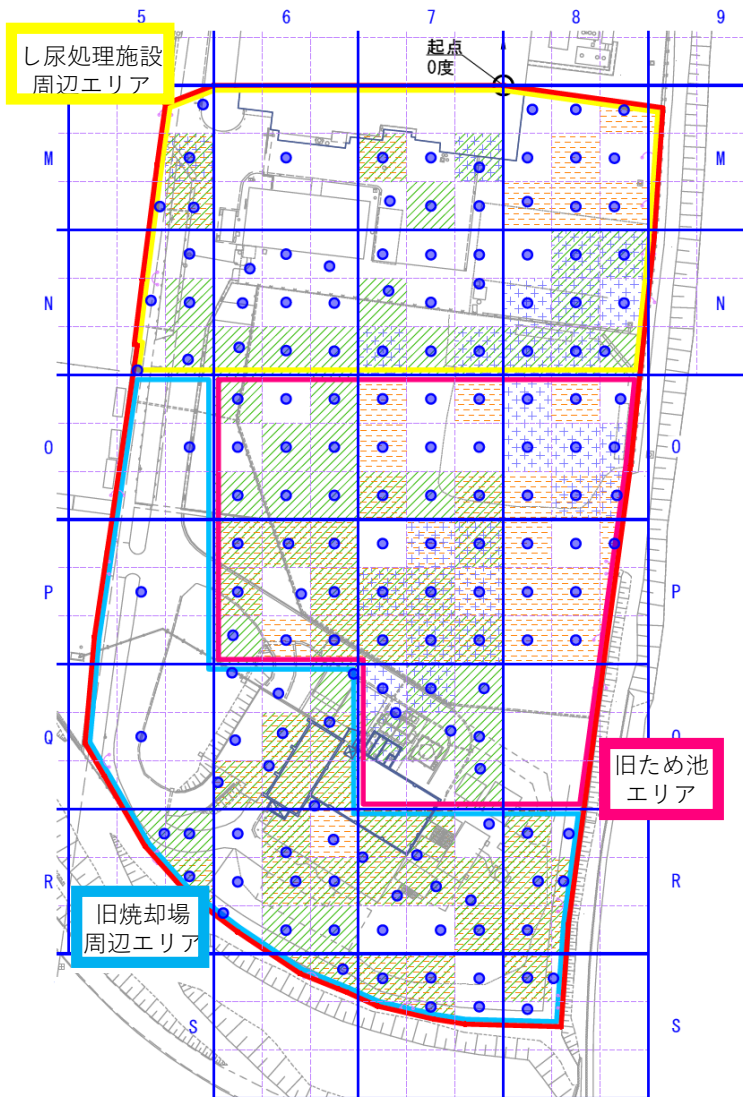 5 6 7 8 9
し尿処理施設
周辺エリア
起点
0度
M M
N N
O O
P P
Q Q
旧ため池
エリア
R R
旧焼却場
周辺エリア
S S